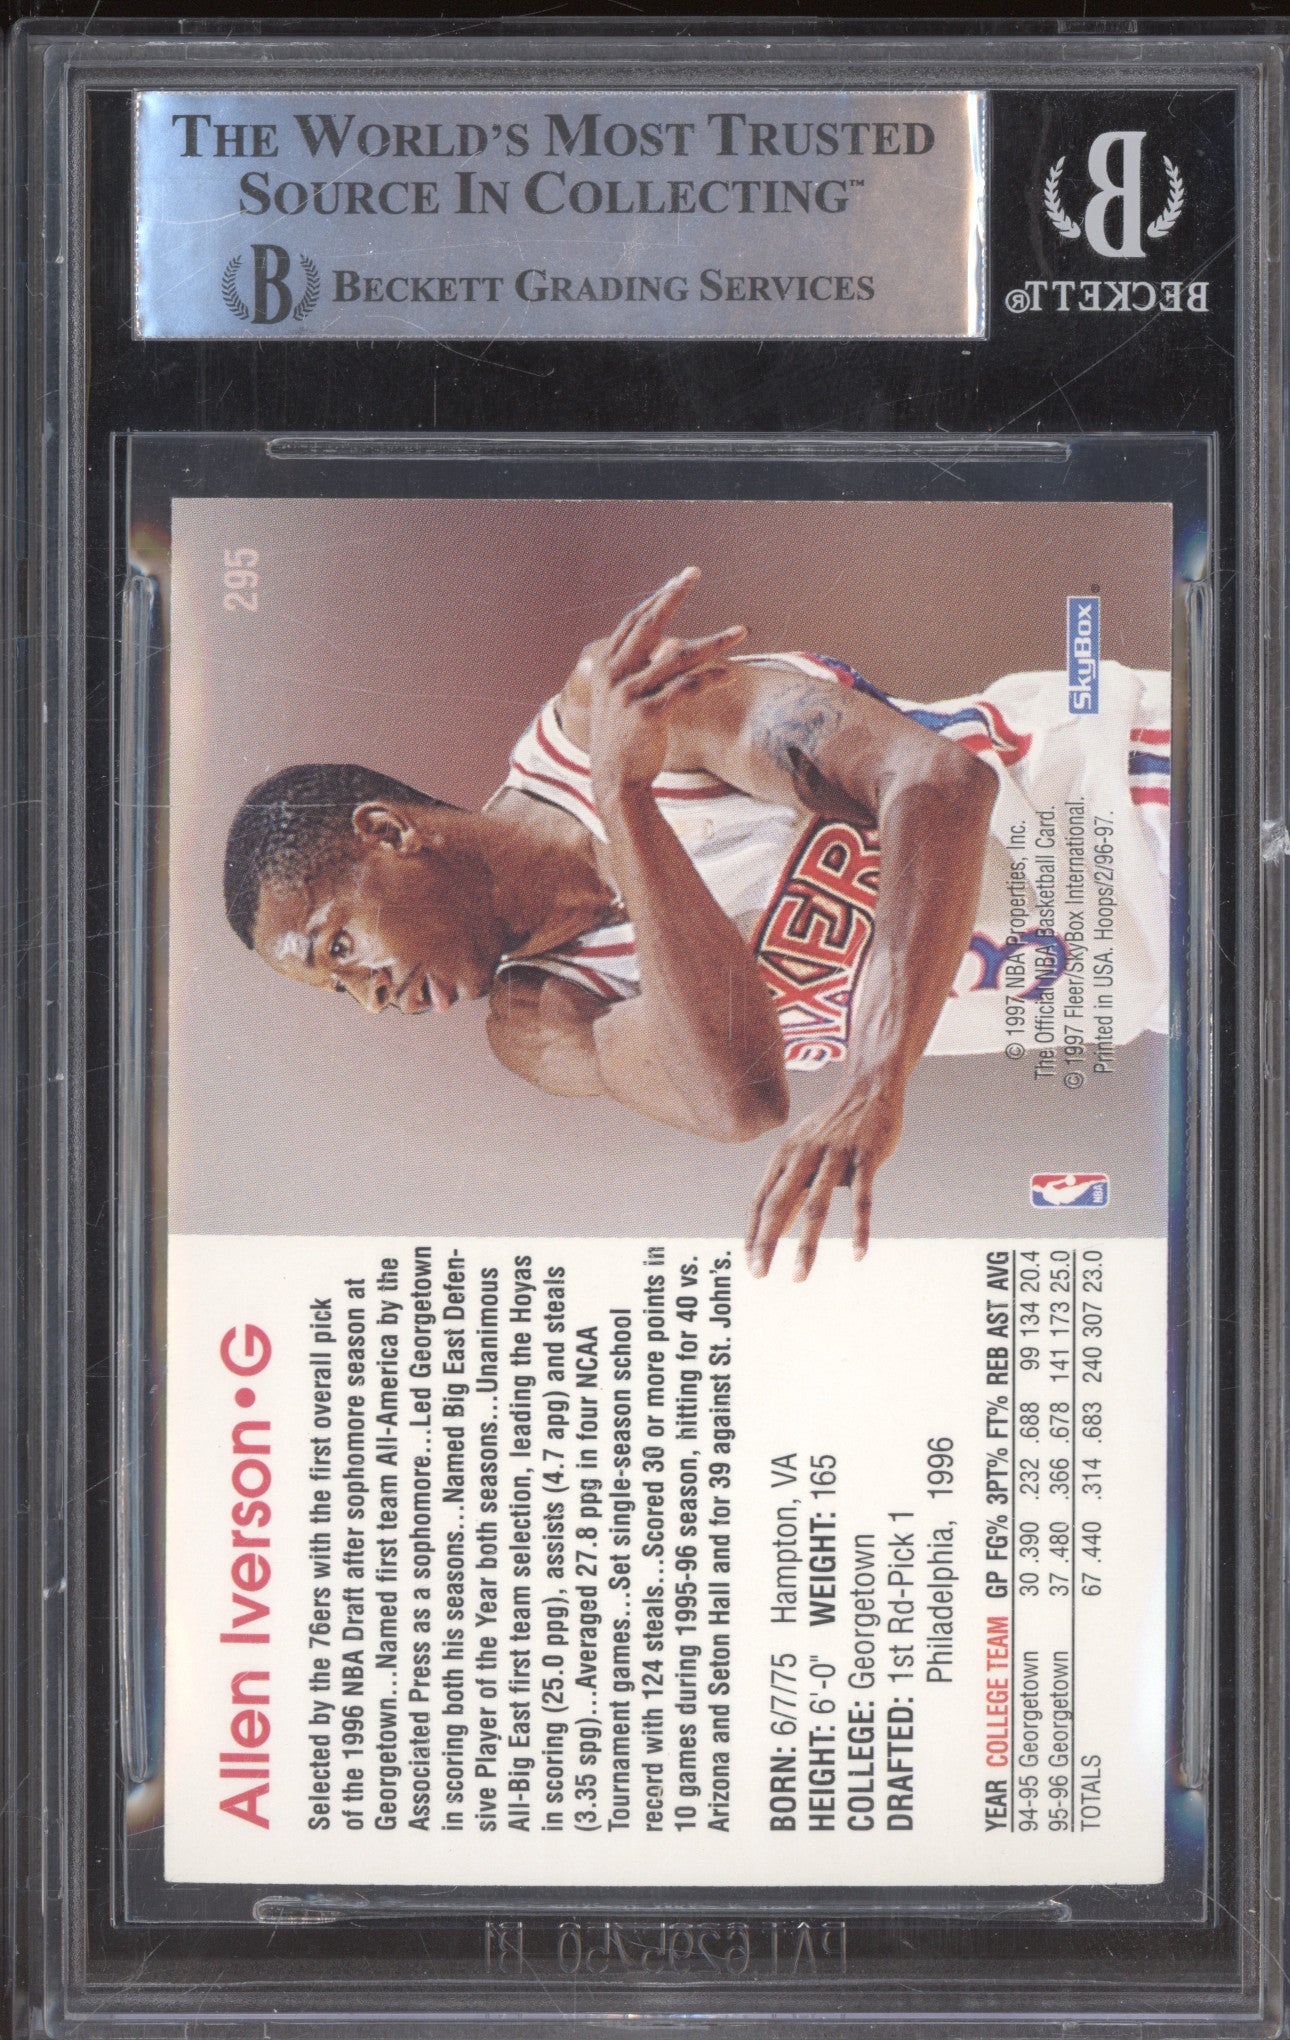 THE WORLD'S MOST TRUSTED
SOURCE IN COLLECTING™
B BECKETT GRADING SERVICES
B
BECKETT®
295
Allen Iverson•G
Selected by the 76ers with the first overall pick
of the 1996 NBA Draft after sophomore season at
Georgetown...Named first team All-America by the
Associated Press as a sophomore...Led Georgetown
in scoring both his seasons...Named Big East Defen-
sive Player of the Year both seasons...Unanimous
All-Big East first team selection, leading the Hoyas
in scoring (25.0 ppg), assists (4.7 apg) and steals
(3.35 spg)...Averaged 27.8 ppg in four NCAA
Tournament games...Set single-season school
record with 124 steals...Scored 30 or more points in
10 games during 1995-96 season, hitting for 40 vs.
Arizona and Seton Hall and for 39 against St. John's.
BORN: 6/7/75 Hampton, VA
HEIGHT: 6'-0" WEIGHT: 165
COLLEGE: Georgetown
DRAFTED: 1st Rd-Pick 1
Philadelphia, 1996
YEAR COLLEGE TEAM GP FG% 3PT% FT% REB AST AVG
94-95 Georgetown 30 .390 .232 .688 99 134 20.4
95-96 Georgetown 37 .480 .366 .678 141 173 25.0
TOTALS 67 .440 .314 .683 240 307 23.0
SIXER
3
SkyBox®
© 1997 NBA Properties, Inc.
The Official NBA Basketball Card.
© 1997 Fleer/SkyBox International.
Printed in USA. Hoops/2/96-97.
NBA